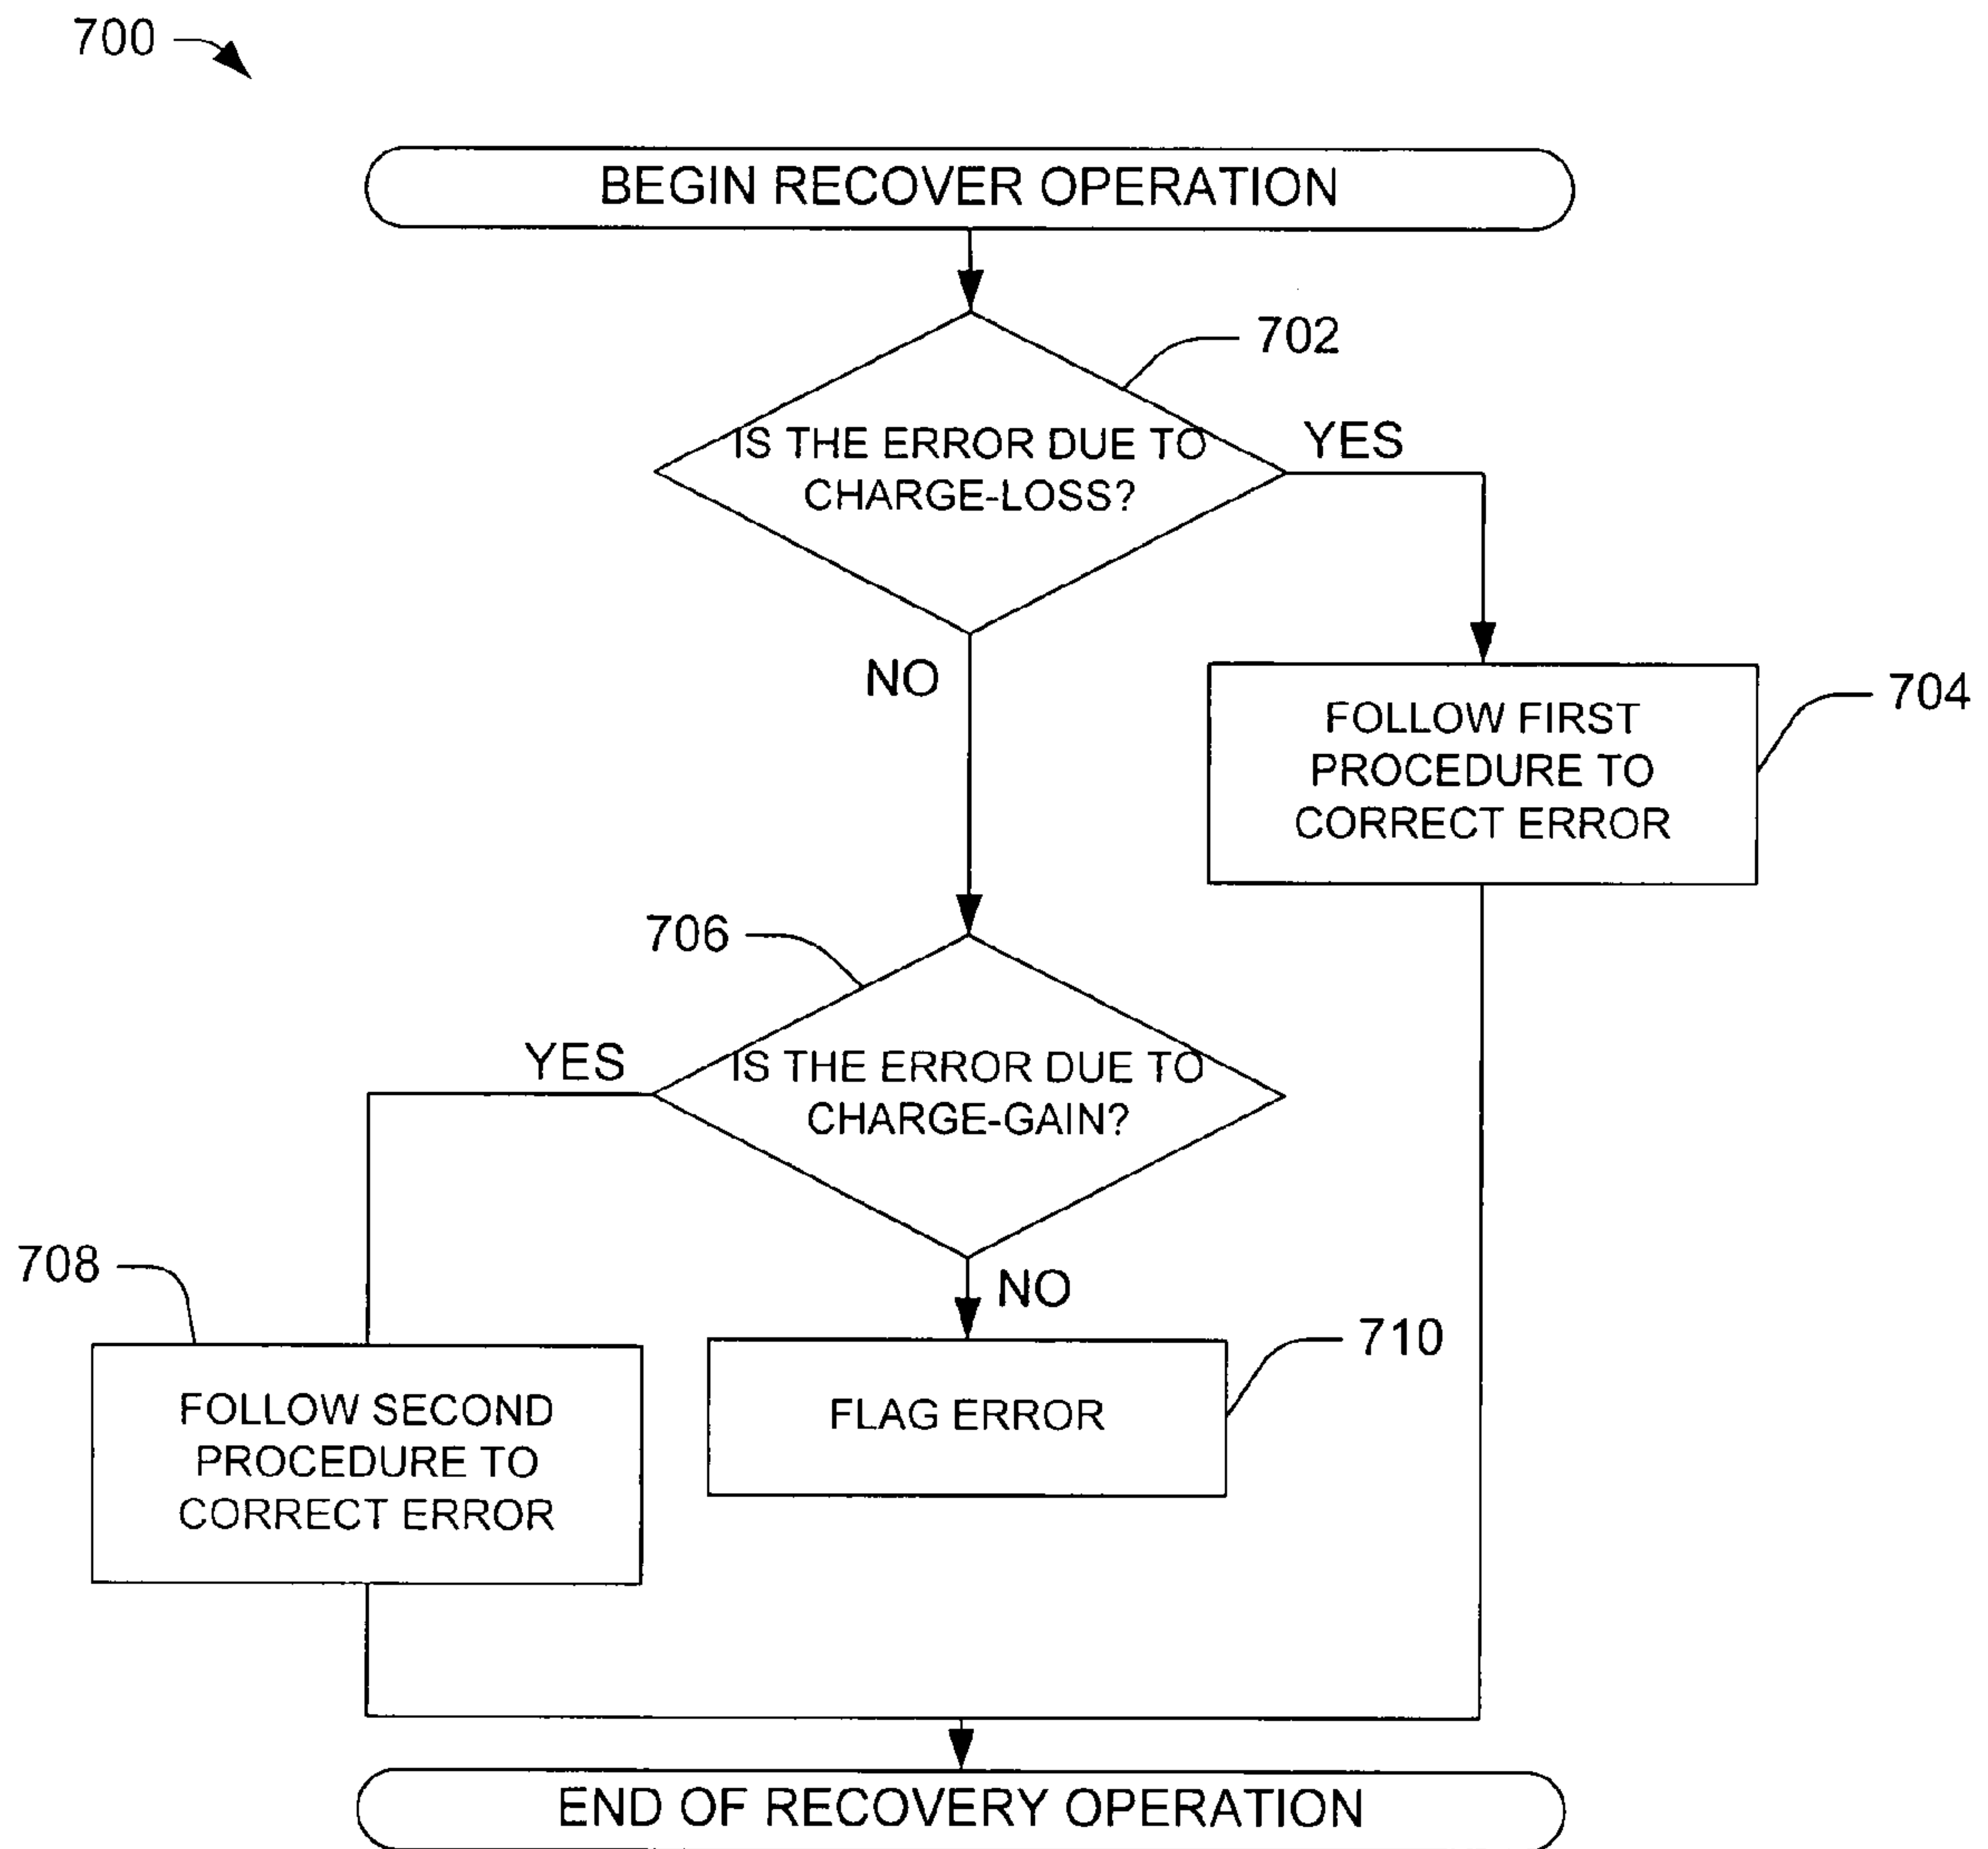 700
BEGIN RECOVER OPERATION
702
IS THE ERROR DUE TO
CHARGE-LOSS?
YES
NO
704
FOLLOW FIRST
PROCEDURE TO
CORRECT ERROR
706
IS THE ERROR DUE TO
CHARGE-GAIN?
YES
NO
708
FOLLOW SECOND
PROCEDURE TO
CORRECT ERROR
710
FLAG ERROR
END OF RECOVERY OPERATION